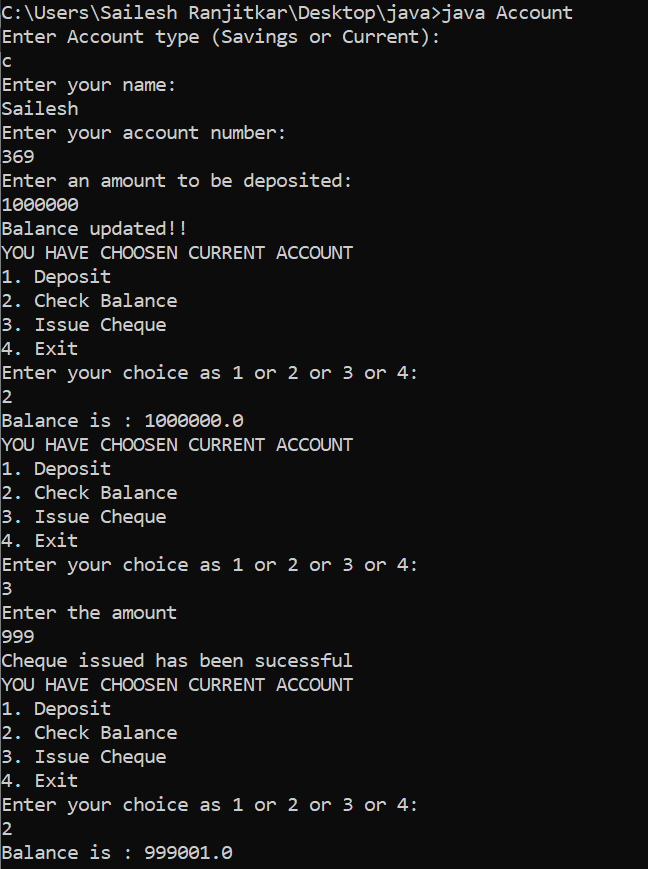 C:\Users\Sailesh Ranjitkar\Desktop\java>java Account
Enter Account type (Savings or Current):
c
Enter your name:
Sailesh
Enter your account number:
369
Enter an amount to be deposited:
1000000
Balance updated!!
YOU HAVE CHOOSEN CURRENT ACCOUNT
1. Deposit
2. Check Balance
3. Issue Cheque
4. Exit
Enter your choice as 1 or 2 or 3 or 4:
2
Balance is : 1000000.0
YOU HAVE CHOOSEN CURRENT ACCOUNT
1. Deposit
2. Check Balance
3. Issue Cheque
4. Exit
Enter your choice as 1 or 2 or 3 or 4:
3
Enter the amount
999
Cheque issued has been sucessful
YOU HAVE CHOOSEN CURRENT ACCOUNT
1. Deposit
2. Check Balance
3. Issue Cheque
4. Exit
Enter your choice as 1 or 2 or 3 or 4:
2
Balance is : 999001.0